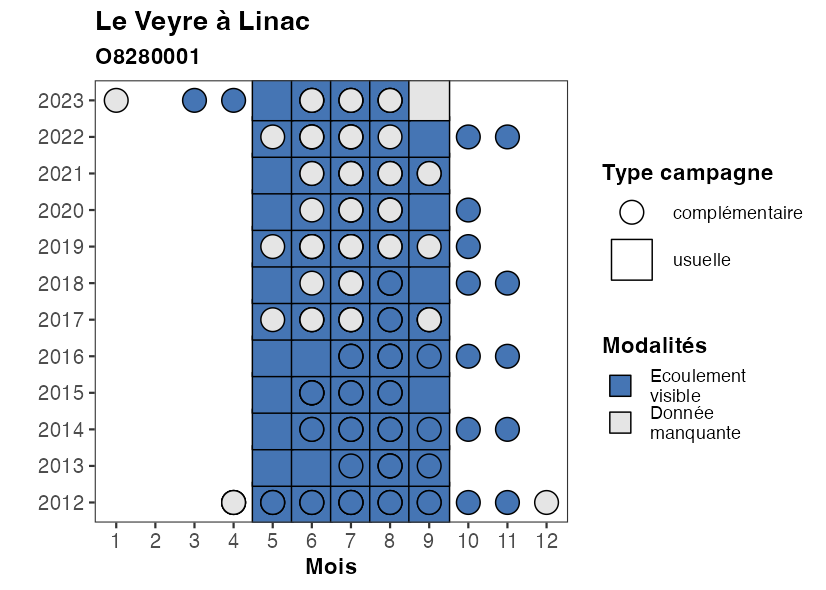 Le Veyre à Linac
O8280001
2023
2022
2021
2020
2019
2018
2017
2016
2015
2014
2013
2012
1 2 3 4 5 6 7 8 9 10 11 12
Mois
Type campagne
complémentaire
usuelle
Modalités
Ecoulement
visible
Donnée
manquante